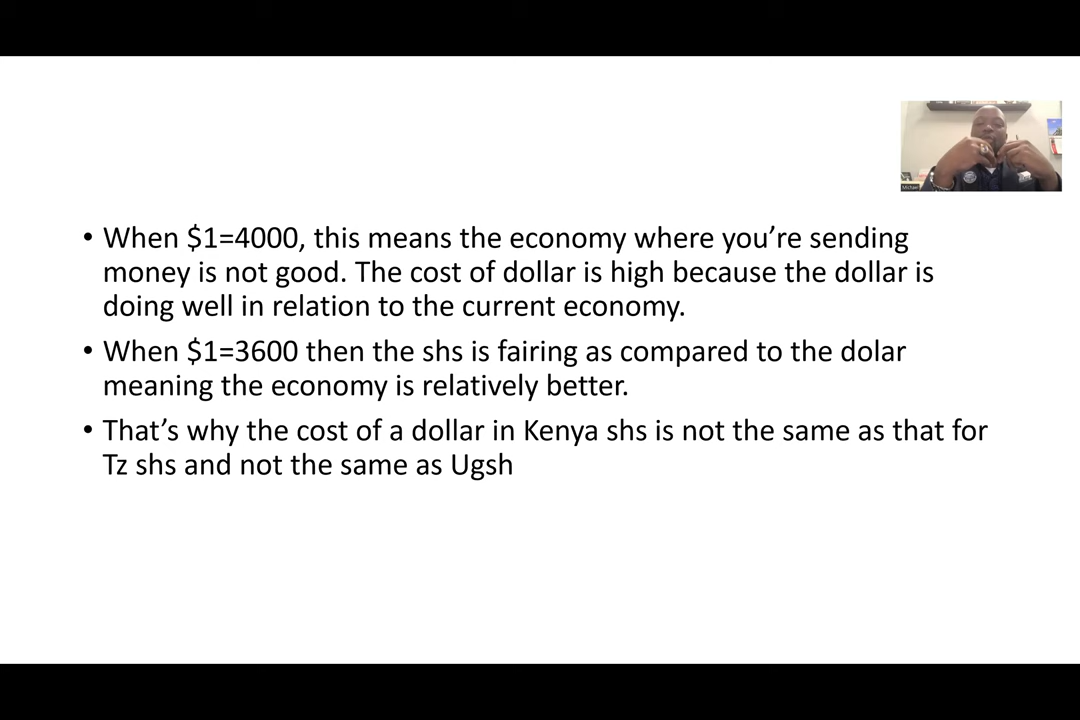 • When $1=4000, this means the economy where you’re sending
money is not good. The cost of dollar is high because the dollar is
doing well in relation to the current economy.
• When $1=3600 then the shs is fairing as compared to the dolar
meaning the economy is relatively better.
• That’s why the cost of a dollar in Kenya shs is not the same as that for
Tz shs and not the same as Ugsh
Michael